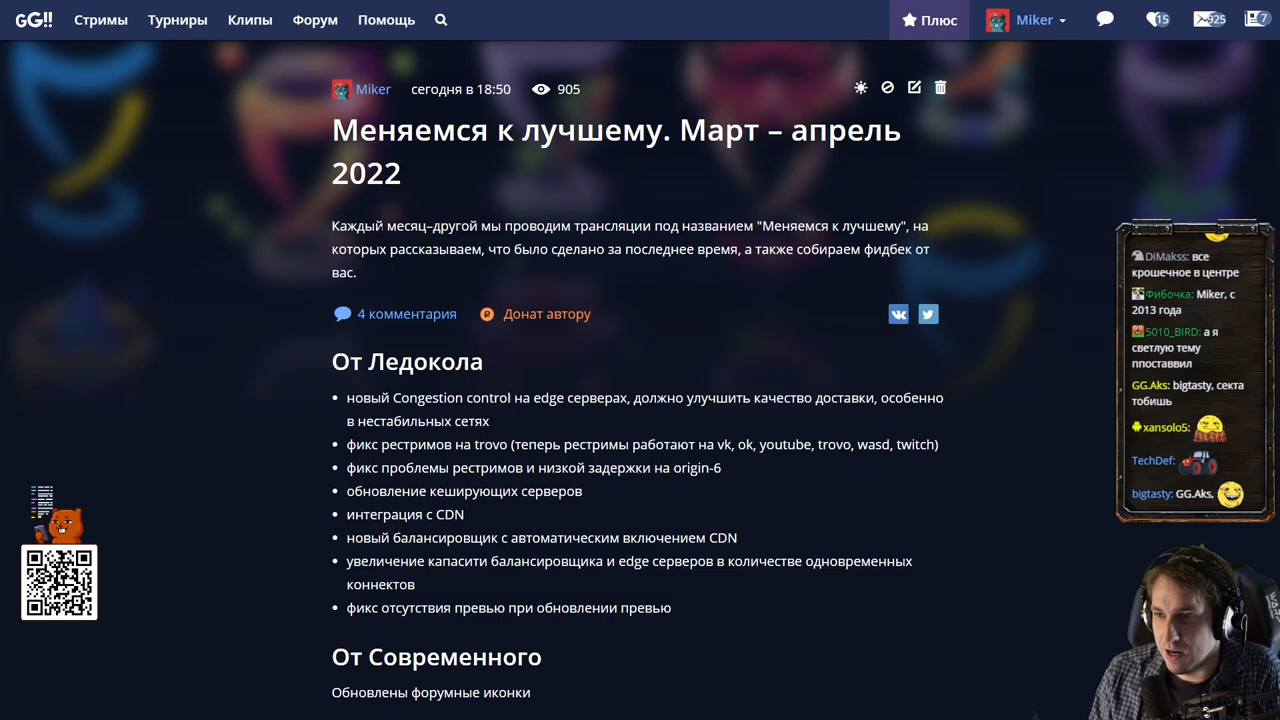 GG!! Стримы Турниры Клипы Форум Помощь Плюс Miker 15 925 7
Miker сегодня в 18:50 905
Меняемся к лучшему. Март – апрель
2022
Каждый месяц–другой мы проводим трансляции под названием "Меняемся к лучшему", на
которых рассказываем, что было сделано за последнее время, а также собираем фидбек от
вас.
4 комментария Донат автору
От Ледокола
• новый Congestion control на edge серверах, должно улучшить качество доставки, особенно
в нестабильных сетях
• фикс рестримов на trovo (теперь рестримы работают на vk, ok, youtube, trovo, wasd, twitch)
• фикс проблемы рестримов и низкой задержки на origin-6
• обновление кеширующих серверов
• интеграция с CDN
• новый балансировщик с автоматическим включением CDN
• увеличение капасити балансировщика и edge серверов в количестве одновременных
коннектов
• фикс отсутствия превью при обновлении превью
От Современного
Обновлены форумные иконки
DiMakss: все
крошечное в центре
Фибочка: Miker, с
2013 года
5010_BIRD: а я
светлую тему
ппоставвил
GG.Aks: bigtasty, секта
тобишь
xansolo5:
TechDef:
bigtasty: GG.Aks,